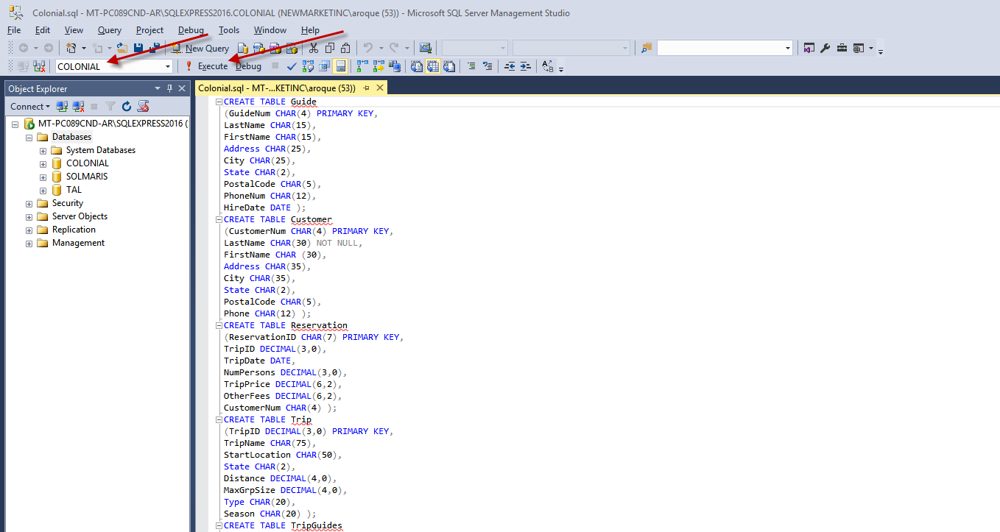 Colonial.sql - MT-PC089CND-AR\SQLEXPRESS2016.COLONIAL (NEWMARKETINC\aroque (53)) - Microsoft SQL Server Management Studio
File Edit View Query Project Debug Tools Window Help
New Query
COLONIAL Execute Debug
Object Explorer
Connect
MT-PC089CND-AR\SQLEXPRESS2016 (
Databases
System Databases
COLONIAL
SOLMARIS
TAL
Security
Server Objects
Replication
Management
Colonial.sql - MT-...KETINC\aroque (53))
CREATE TABLE Guide
(GuideNum CHAR(4) PRIMARY KEY,
LastName CHAR(15),
FirstName CHAR(15),
Address CHAR(25),
City CHAR(25),
State CHAR(2),
PostalCode CHAR(5),
PhoneNum CHAR(12),
HireDate DATE );
CREATE TABLE Customer
(CustomerNum CHAR(4) PRIMARY KEY,
LastName CHAR(30) NOT NULL,
FirstName CHAR (30),
Address CHAR(35),
City CHAR(35),
State CHAR(2),
PostalCode CHAR(5),
Phone CHAR(12) );
CREATE TABLE Reservation
(ReservationID CHAR(7) PRIMARY KEY,
TripID DECIMAL(3,0),
TripDate DATE,
NumPersons DECIMAL(3,0),
TripPrice DECIMAL(6,2),
OtherFees DECIMAL(6,2),
CustomerNum CHAR(4) );
CREATE TABLE Trip
(TripID DECIMAL(3,0) PRIMARY KEY,
TripName CHAR(75),
StartLocation CHAR(50),
State CHAR(2),
Distance DECIMAL(4,0),
MaxGrpSize DECIMAL(4,0),
Type CHAR(20),
Season CHAR(20) );
CREATE TABLE TripGuides